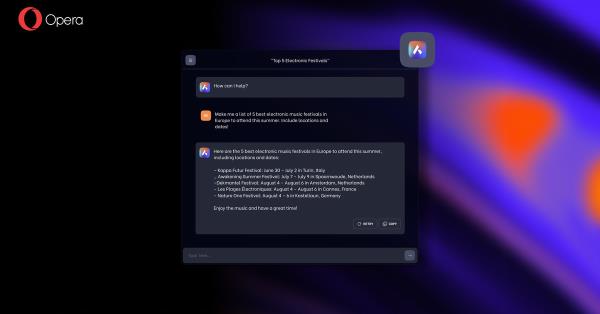 Opera
"Top 5 Electronic Festivals"
How can I help?
Make me a list of 5 best electronic music festivals in
Europe to attend this summer. Include locations and
dates!
Here are the 5 best electronic music festivals in Europe to attend this summer,
including locations and dates:
- Kappa Futur Festival: June 30 - July 2 in Turin, Italy
- Awakening Summer Festival: July 7 - July 9 in Spaarnwoude, Netherlands
-Dekmantel Festival: August 4 - August 6 in Amsterdam, Netherlands
- Les Plages Électroniques: August 4 - August 6 in Cannes, France
- Nature One Festival: August 4 - 6 in Kastellaun, Germany
Enjoy the music and have a great time!
RETRY
COPY
Type here...